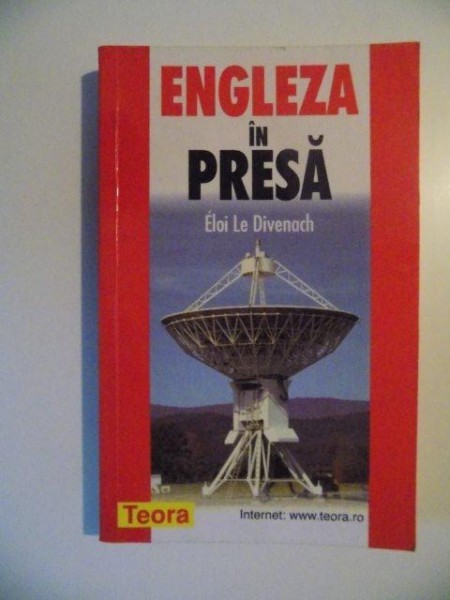 ENGLEZA
ÎN
PRESĂ
Éloi Le Divenach
Teora
Internet: www.teora.ro